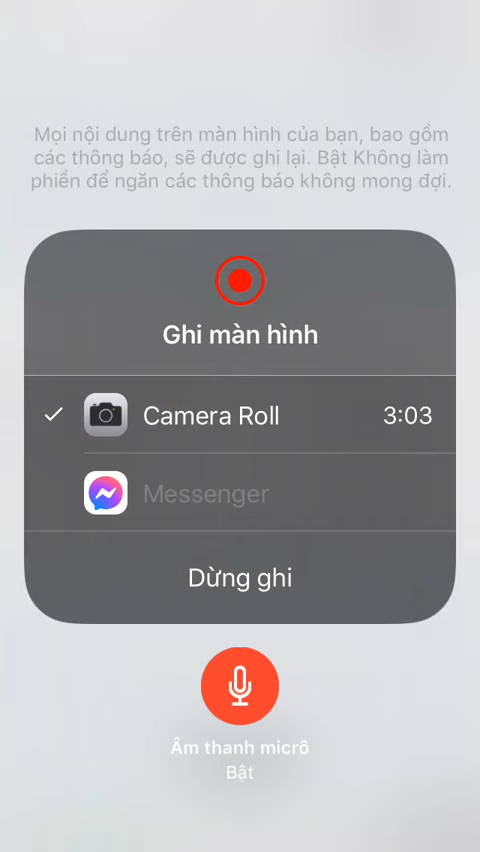 Mọi nội dung trên màn hình của bạn, bao gồm
các thông báo, sẽ được ghi lại. Bật Không làm
phiền để ngăn các thông báo không mong đợi.
Ghi màn hình
Camera Roll 3:03
Messenger
Dừng ghi
Âm thanh micrô
Bật